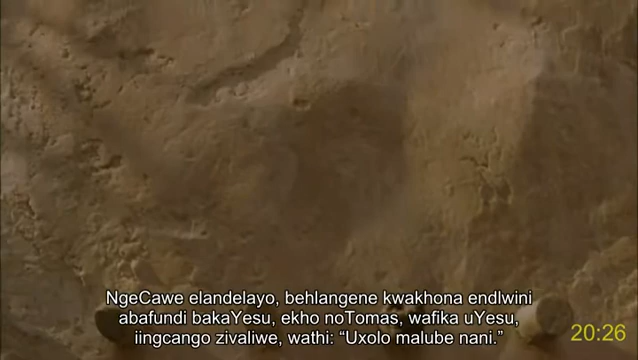 NgeCawe elandelayo, behlangene kwakhona endlwini
abafundi bakaYesu, ekho noTomas, wafika uYesu,
iingcango zivaliwe, wathi: “Uxolo malube nani.”
20:26